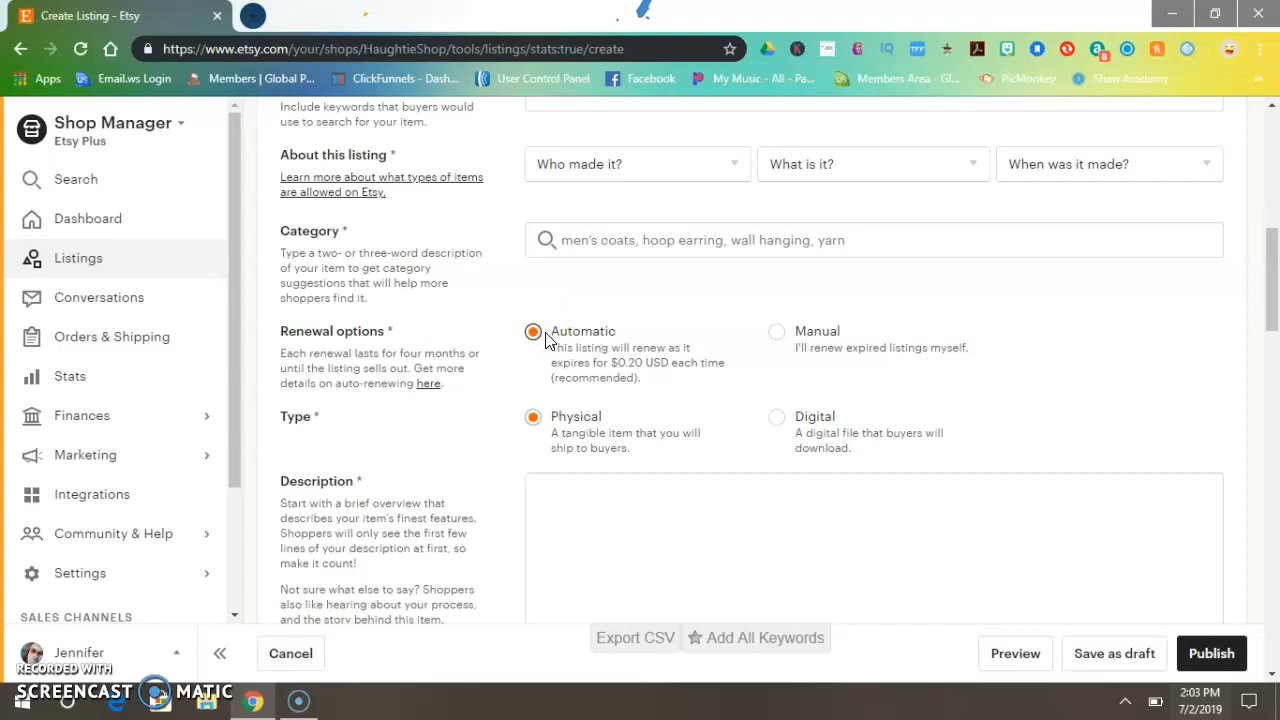 Create Listing - Etsy
https://www.etsy.com/your/shops/HaughtieShop/tools/listings/stats:true/create
Apps
Email.ws Login
Members | Global P...
ClickFunnels – Dash...
User Control Panel
Facebook
My Music - All - Pa...
Members Area - Gl...
PicMonkey
Shaw Academy
Shop Manager
Etsy Plus
Search
Dashboard
Listings
Conversations
Orders & Shipping
Stats
Finances
Marketing
Integrations
Community & Help
Settings
SALES CHANNELS
Jennifer
Include keywords that buyers would
use to search for your item.
About this listing *
Learn more about what types of items
are allowed on Etsy.
Who made it?
What is it?
When was it made?
Category *
Type a two- or three-word description
of your item to get category
suggestions that will help more
shoppers find it.
men's coats, hoop earring, wall hanging, yarn
Renewal options *
Each renewal lasts for four months or
until the listing sells out. Get more
details on auto-renewing here.
Automatic
This listing will renew as it
expires for $0.20 USD each time
(recommended).
Manual
I'll renew expired listings myself.
Type *
Physical
A tangible item that you will
ship to buyers.
Digital
A digital file that buyers will
download.
Description *
Start with a brief overview that
describes your item's finest features.
Shoppers will only see the first few
lines of your description at first, so
make it count!
Not sure what else to say? Shoppers
also like hearing about your process,
and the story behind this item.
Export CSV
Add All Keywords
Cancel
Preview
Save as draft
Publish
RECORDED WITH
SCREENCAST MATIC
2:03 PM
7/2/2019